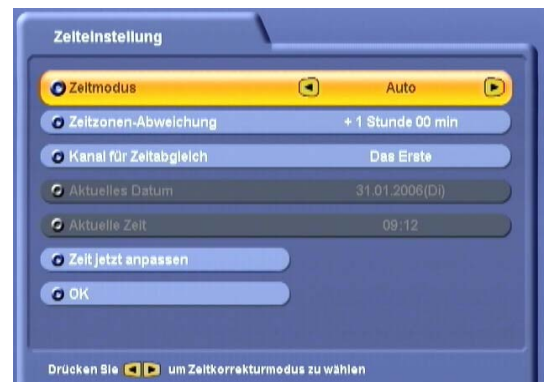 Zeiteinstellung
Zeitmodus Auto
Zeitzonen-Abweichung + 1 Stunde 00 min
Kanal für Zeitabgleich Das Erste
Aktuelles Datum 31.01.2006(Di)
Aktuelle Zeit 09:12
Zeit jetzt anpassen
OK
Drücken Sie um Zeitkorrekturmodus zu wählen